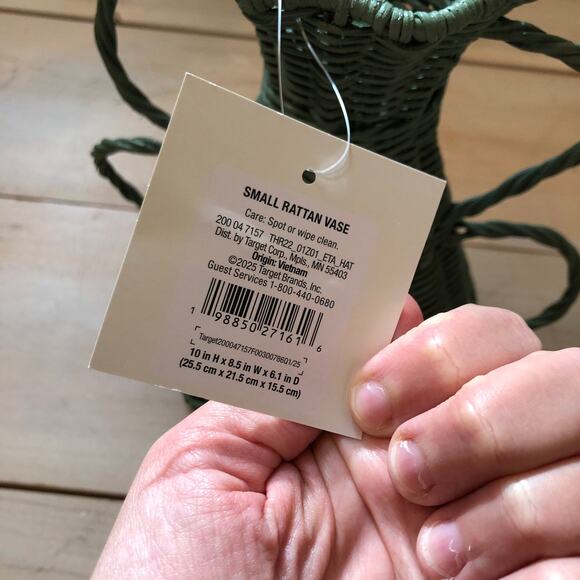 SMALL RATTAN VASE
Care: Spot or wipe clean.
200 04 7157 THR22_01Z01_ETA_HAT
Dist. by Target Corp., Mpls., MN 55403
Origin: Vietnam
©2025 Target Brands, Inc.
Guest Services 1-800-440-0680
1 98850 27161 6
Target200047157F00300786Q1/25
10 in H x 8.5 in W x 6.1 in D
(25.5 cm x 21.5 cm x 15.5 cm)